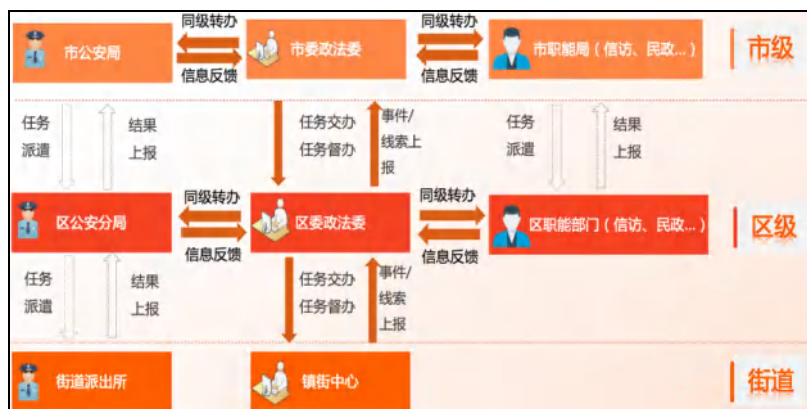 同级转办
市公安局
市委政法委
同级转办
市职能局（信访、民政...）
市级
信息反馈
信息反馈
任务
派遣
结果
上报
任务交办
任务督办
事件/
线索上
报
任务
派遣
结果
上报
同级转办
区公安分局
区委政法委
同级转办
区职能部门（信访、民政...）
区级
信息反馈
信息反馈
任务
派遣
结果
上报
任务交办
任务督办
事件/
线索
上报
街道派出所
镇街中心
街道